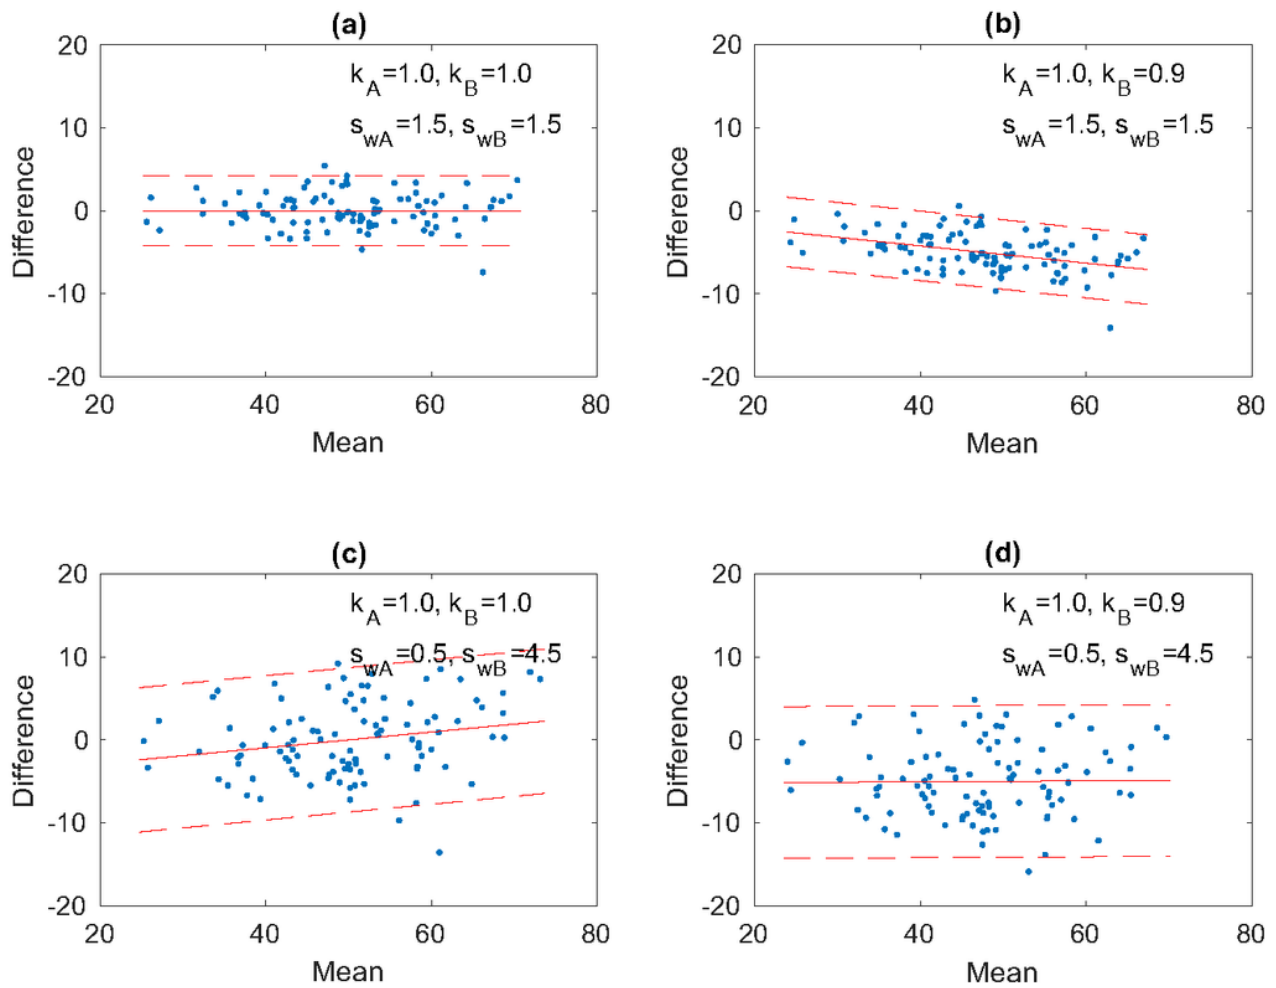 (a)
20
10
0
-10
-20
20 40 60 80
Difference
Mean
k_A=1.0, k_B=1.0
s_wA=1.5, s_wB=1.5
(b)
20
10
0
-10
-20
20 40 60 80
Difference
Mean
k_A=1.0, k_B=0.9
s_wA=1.5, s_wB=1.5
(c)
20
10
0
-10
-20
20 40 60 80
Difference
Mean
k_A=1.0, k_B=1.0
s_wA=0.5, s_wB=4.5
(d)
20
10
0
-10
-20
20 40 60 80
Difference
Mean
k_A=1.0, k_B=0.9
s_wA=0.5, s_wB=4.5